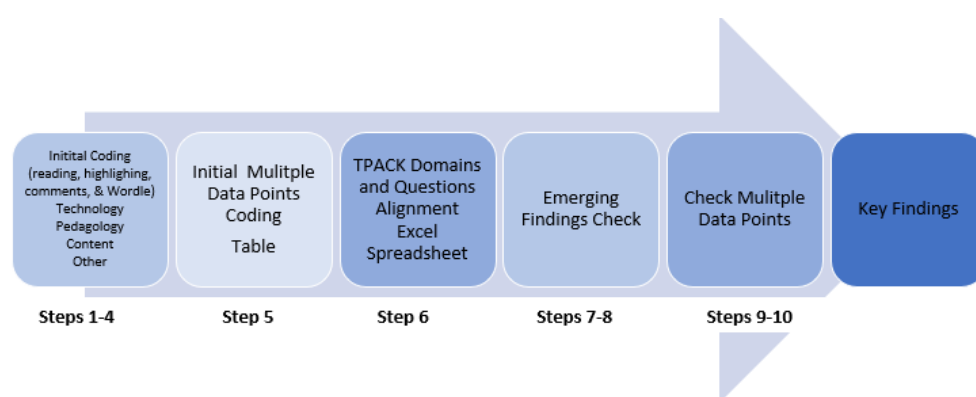 Initital Coding
(reading, highlighing,
comments, & Wordle)
Technology
Pedagology
Content
Other
Initial Mulitple
Data Points
Coding
Table
TPACK Domains
and Questions
Alignment
Excel
Spreadsheet
Emerging
Findings Check
Check Mulitple
Data Points
Key Findings
Steps 1-4
Step 5
Step 6
Steps 7-8
Steps 9-10